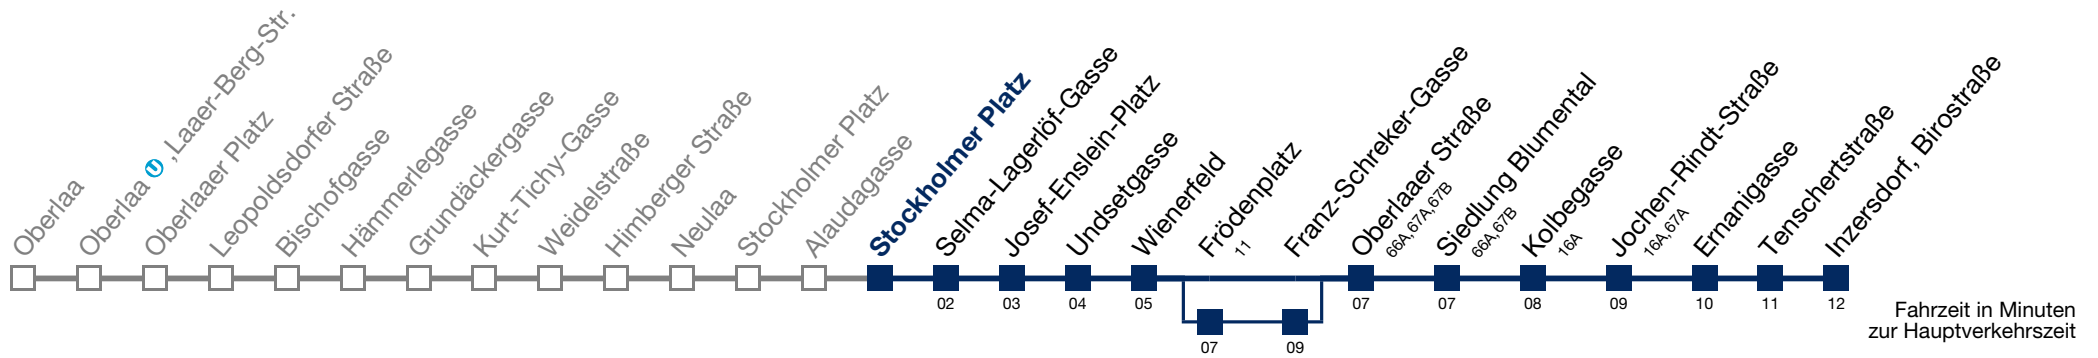 Oberlaa
Oberlaa U, Laaer-Berg-Str.
Oberlaaer Platz
Leopoldsdorfer Straße
Bischofgasse
Hämmerlegasse
Grundäckergasse
Kurt-Tichy-Gasse
Weidelstraße
Himberger Straße
Neulaa
Stockholmer Platz
Alaudagasse
Stockholmer Platz
Selma-Lagerlöf-Gasse
02
Josef-Enslein-Platz
03
Undsetgasse
04
Wienerfeld
05
Frödenplatz
11
07
Franz-Schreker-Gasse
09
Oberlaaer Straße
66A,67A,67B
07
Siedlung Blumental
66A,67B
07
Kolbegasse
16A
08
Jochen-Rindt-Straße
16A,67A
09
Ernanigasse
10
Tenschertstraße
11
Inzersdorf, Birostraße
12
Fahrzeit in Minuten
zur Hauptverkehrszeit